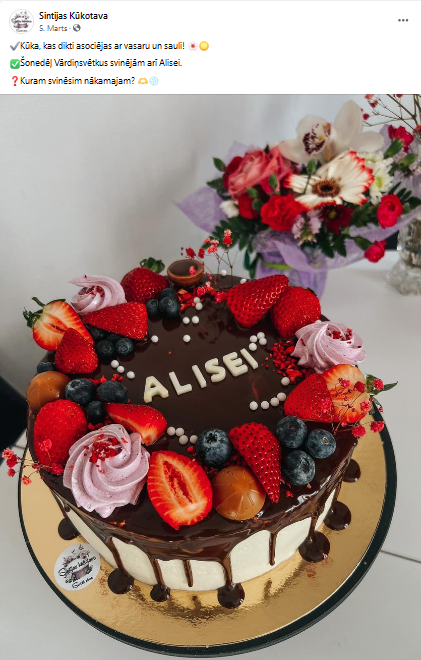 Sintijas Kūkotava
5. Marts ·
✔Kūka, kas dikti asociējas ar vasaru un sauli! 🍓🌞
✅Šonedēļ Vārdiņsvētkus svinējām arī Alisei.
❓Kuram svinēsim nākamajam? 🫶🩵
ALISEI